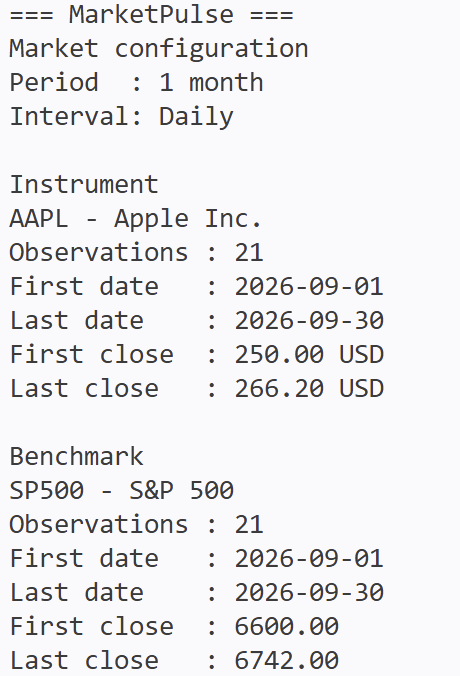 === MarketPulse ===
Market configuration
Period  : 1 month
Interval: Daily

Instrument
AAPL - Apple Inc.
Observations : 21
First date   : 2026-09-01
Last date    : 2026-09-30
First close  : 250.00 USD
Last close   : 266.20 USD

Benchmark
SP500 - S&P 500
Observations : 21
First date   : 2026-09-01
Last date    : 2026-09-30
First close  : 6600.00
Last close   : 6742.00